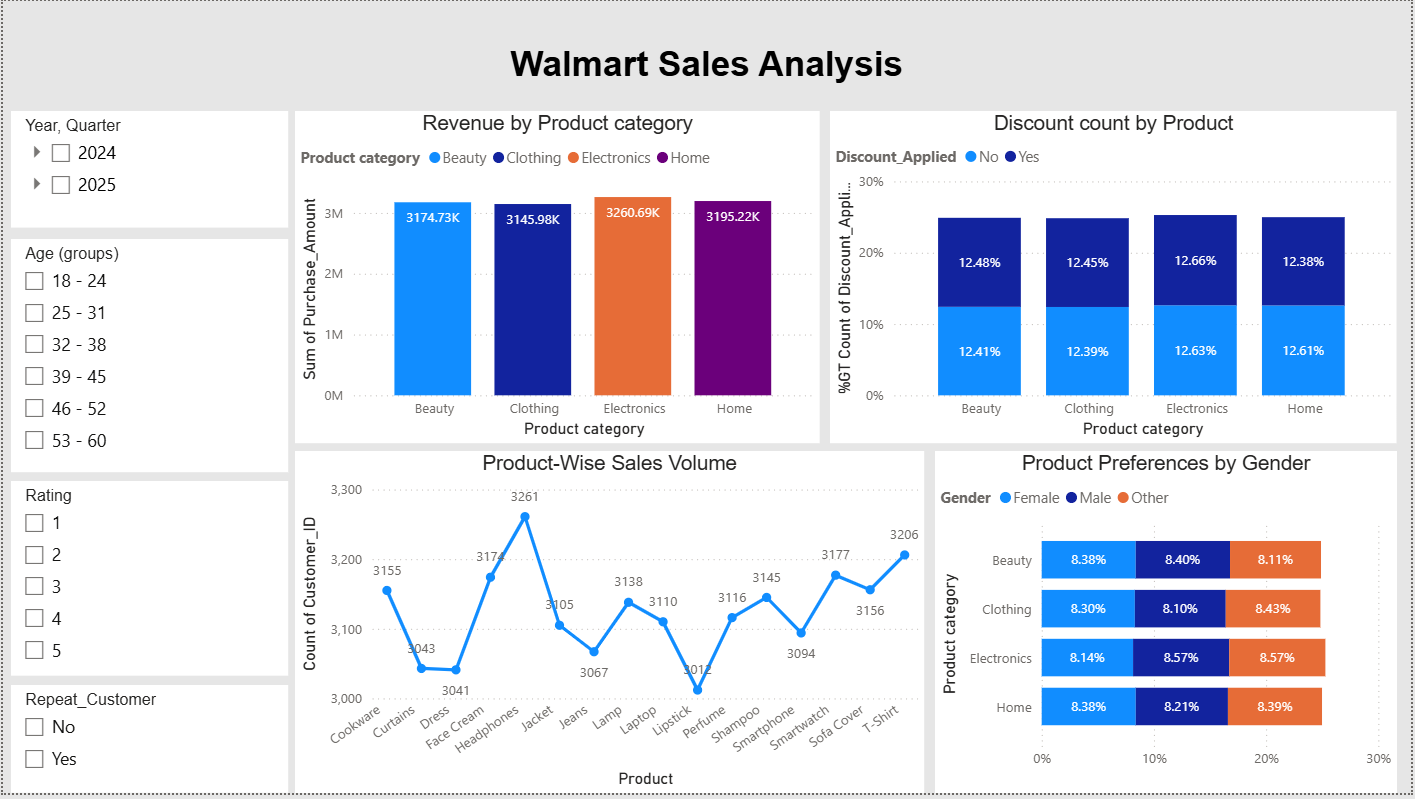 Walmart Sales Analysis
Year, Quarter
2024
2025
Age (groups)
18 - 24
25 - 31
32 - 38
39 - 45
46 - 52
53 - 60
Rating
1
2
3
4
5
Repeat_Customer
No
Yes
Revenue by Product category
Product category Beauty Clothing Electronics Home
Sum of Purchase_Amount
3M
2M
1M
0M
3174.73K 3145.98K 3260.69K 3195.22K
Beauty Clothing Electronics Home
Product category
Discount count by Product
Discount_Applied No Yes
%GT Count of Discount_Appli...
30%
20%
10%
0%
12.48% 12.45% 12.66% 12.38%
12.41% 12.39% 12.63% 12.61%
Beauty Clothing Electronics Home
Product category
Product-Wise Sales Volume
Count of Customer_ID
3,300
3,200
3,100
3,000
3155 3043 3041 3174 3261 3105 3067 3138 3110 3012 3116 3145 3094 3177 3156 3206
Cookware Curtains Dress Face Cream Headphones Jacket Jeans Lamp Laptop Lipstick Perfume Shampoo Smartphone Smartwatch Sofa Cover T-Shirt
Product
Product Preferences by Gender
Gender Female Male Other
Product category
Beauty 8.38% 8.40% 8.11%
Clothing 8.30% 8.10% 8.43%
Electronics 8.14% 8.57% 8.57%
Home 8.38% 8.21% 8.39%
0% 10% 20% 30%